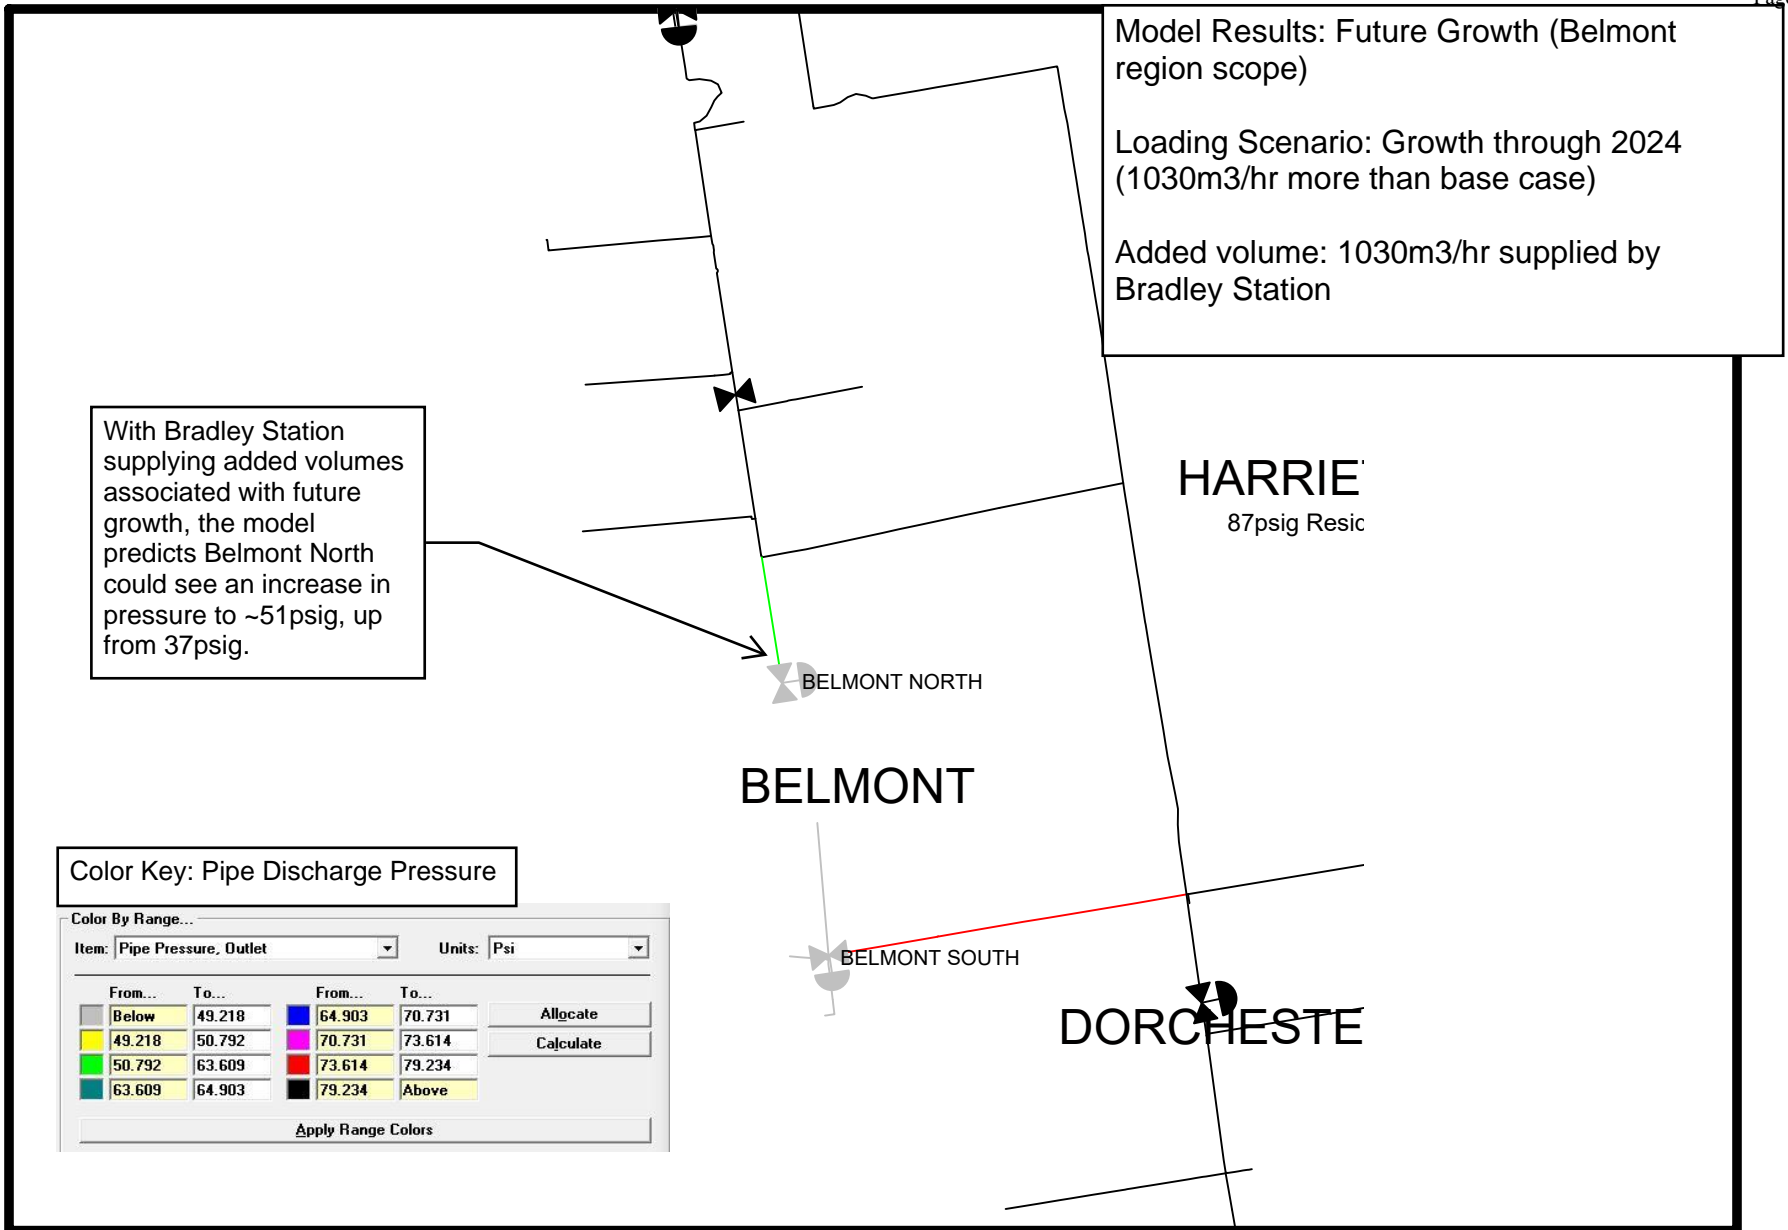 Model Results: Future Growth (Belmont
region scope)
Loading Scenario: Growth through 2024
(1030m3/hr more than base case)
Added volume: 1030m3/hr supplied by
Bradley Station
With Bradley Station
supplying added volumes
associated with future
growth, the model
predicts Belmont North
could see an increase in
pressure to ~51psig, up
from 37psig.
HARRIE
87psig Resid
BELMONT NORTH
BELMONT
BELMONT SOUTH
DORCHESTE
Color Key: Pipe Discharge Pressure
Color By Range...
Item: Pipe Pressure, Outlet Units: Psi
From... To... From... To...
Below 49.218 64.903 70.731 Allocate
49.218 50.792 70.731 73.614 Calculate
50.792 63.609 73.614 79.234
63.609 64.903 79.234 Above
Apply Range Colors